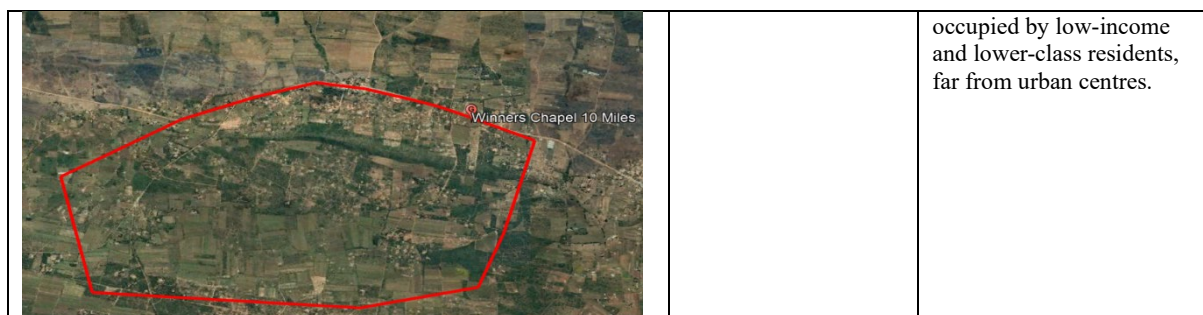 Winners Chapel 10 Miles
occupied by low-income
and lower-class residents,
far from urban centres.